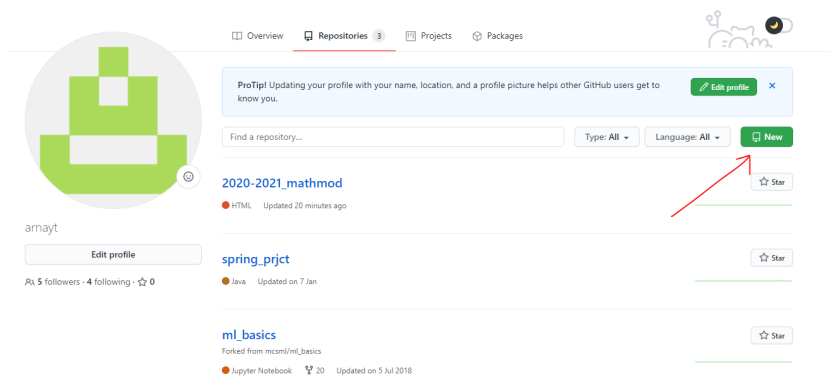 Overview Repositories 3 Projects Packages
ProTip! Updating your profile with your name, location, and a profile picture helps other GitHub users get to
know you.
Edit profile
Find a repository...
Type: All
Language: All
New
2020-2021_mathmod
Star
HTML Updated 20 minutes ago
arnayt
Edit profile
5 followers · 4 following · 0
spring_prjct
Star
Java Updated on 7 Jan
ml_basics
Star
Forked from mcsml/ml_basics
Jupyter Notebook 20 Updated on 5 Jul 2018